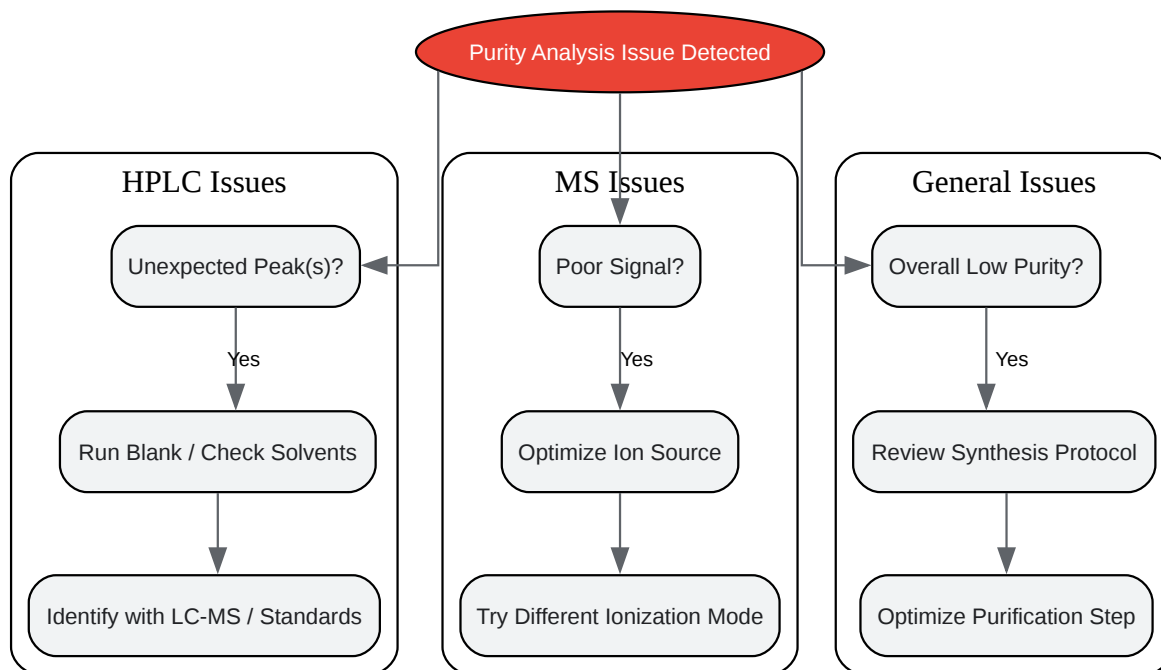 Purity Analysis Issue Detected
HPLC Issues
MS Issues
General Issues
Unexpected Peak(s)?
Poor Signal?
Overall Low Purity?
Yes
Yes
Yes
Run Blank / Check Solvents
Optimize Ion Source
Review Synthesis Protocol
Identify with LC-MS / Standards
Try Different Ionization Mode
Optimize Purification Step